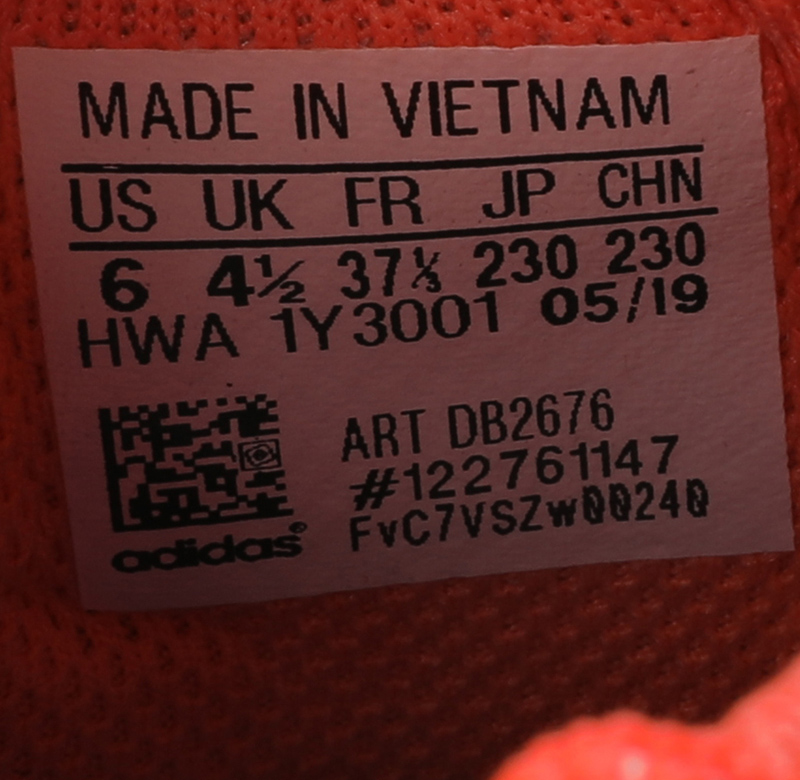 MADE IN VIETNAM
US UK FR JP CHN
6 4½ 37⅓ 230 230
HWA 1Y3001 05/19
ART DB2676
#122761147
FvC7VSZw00240
adidas®